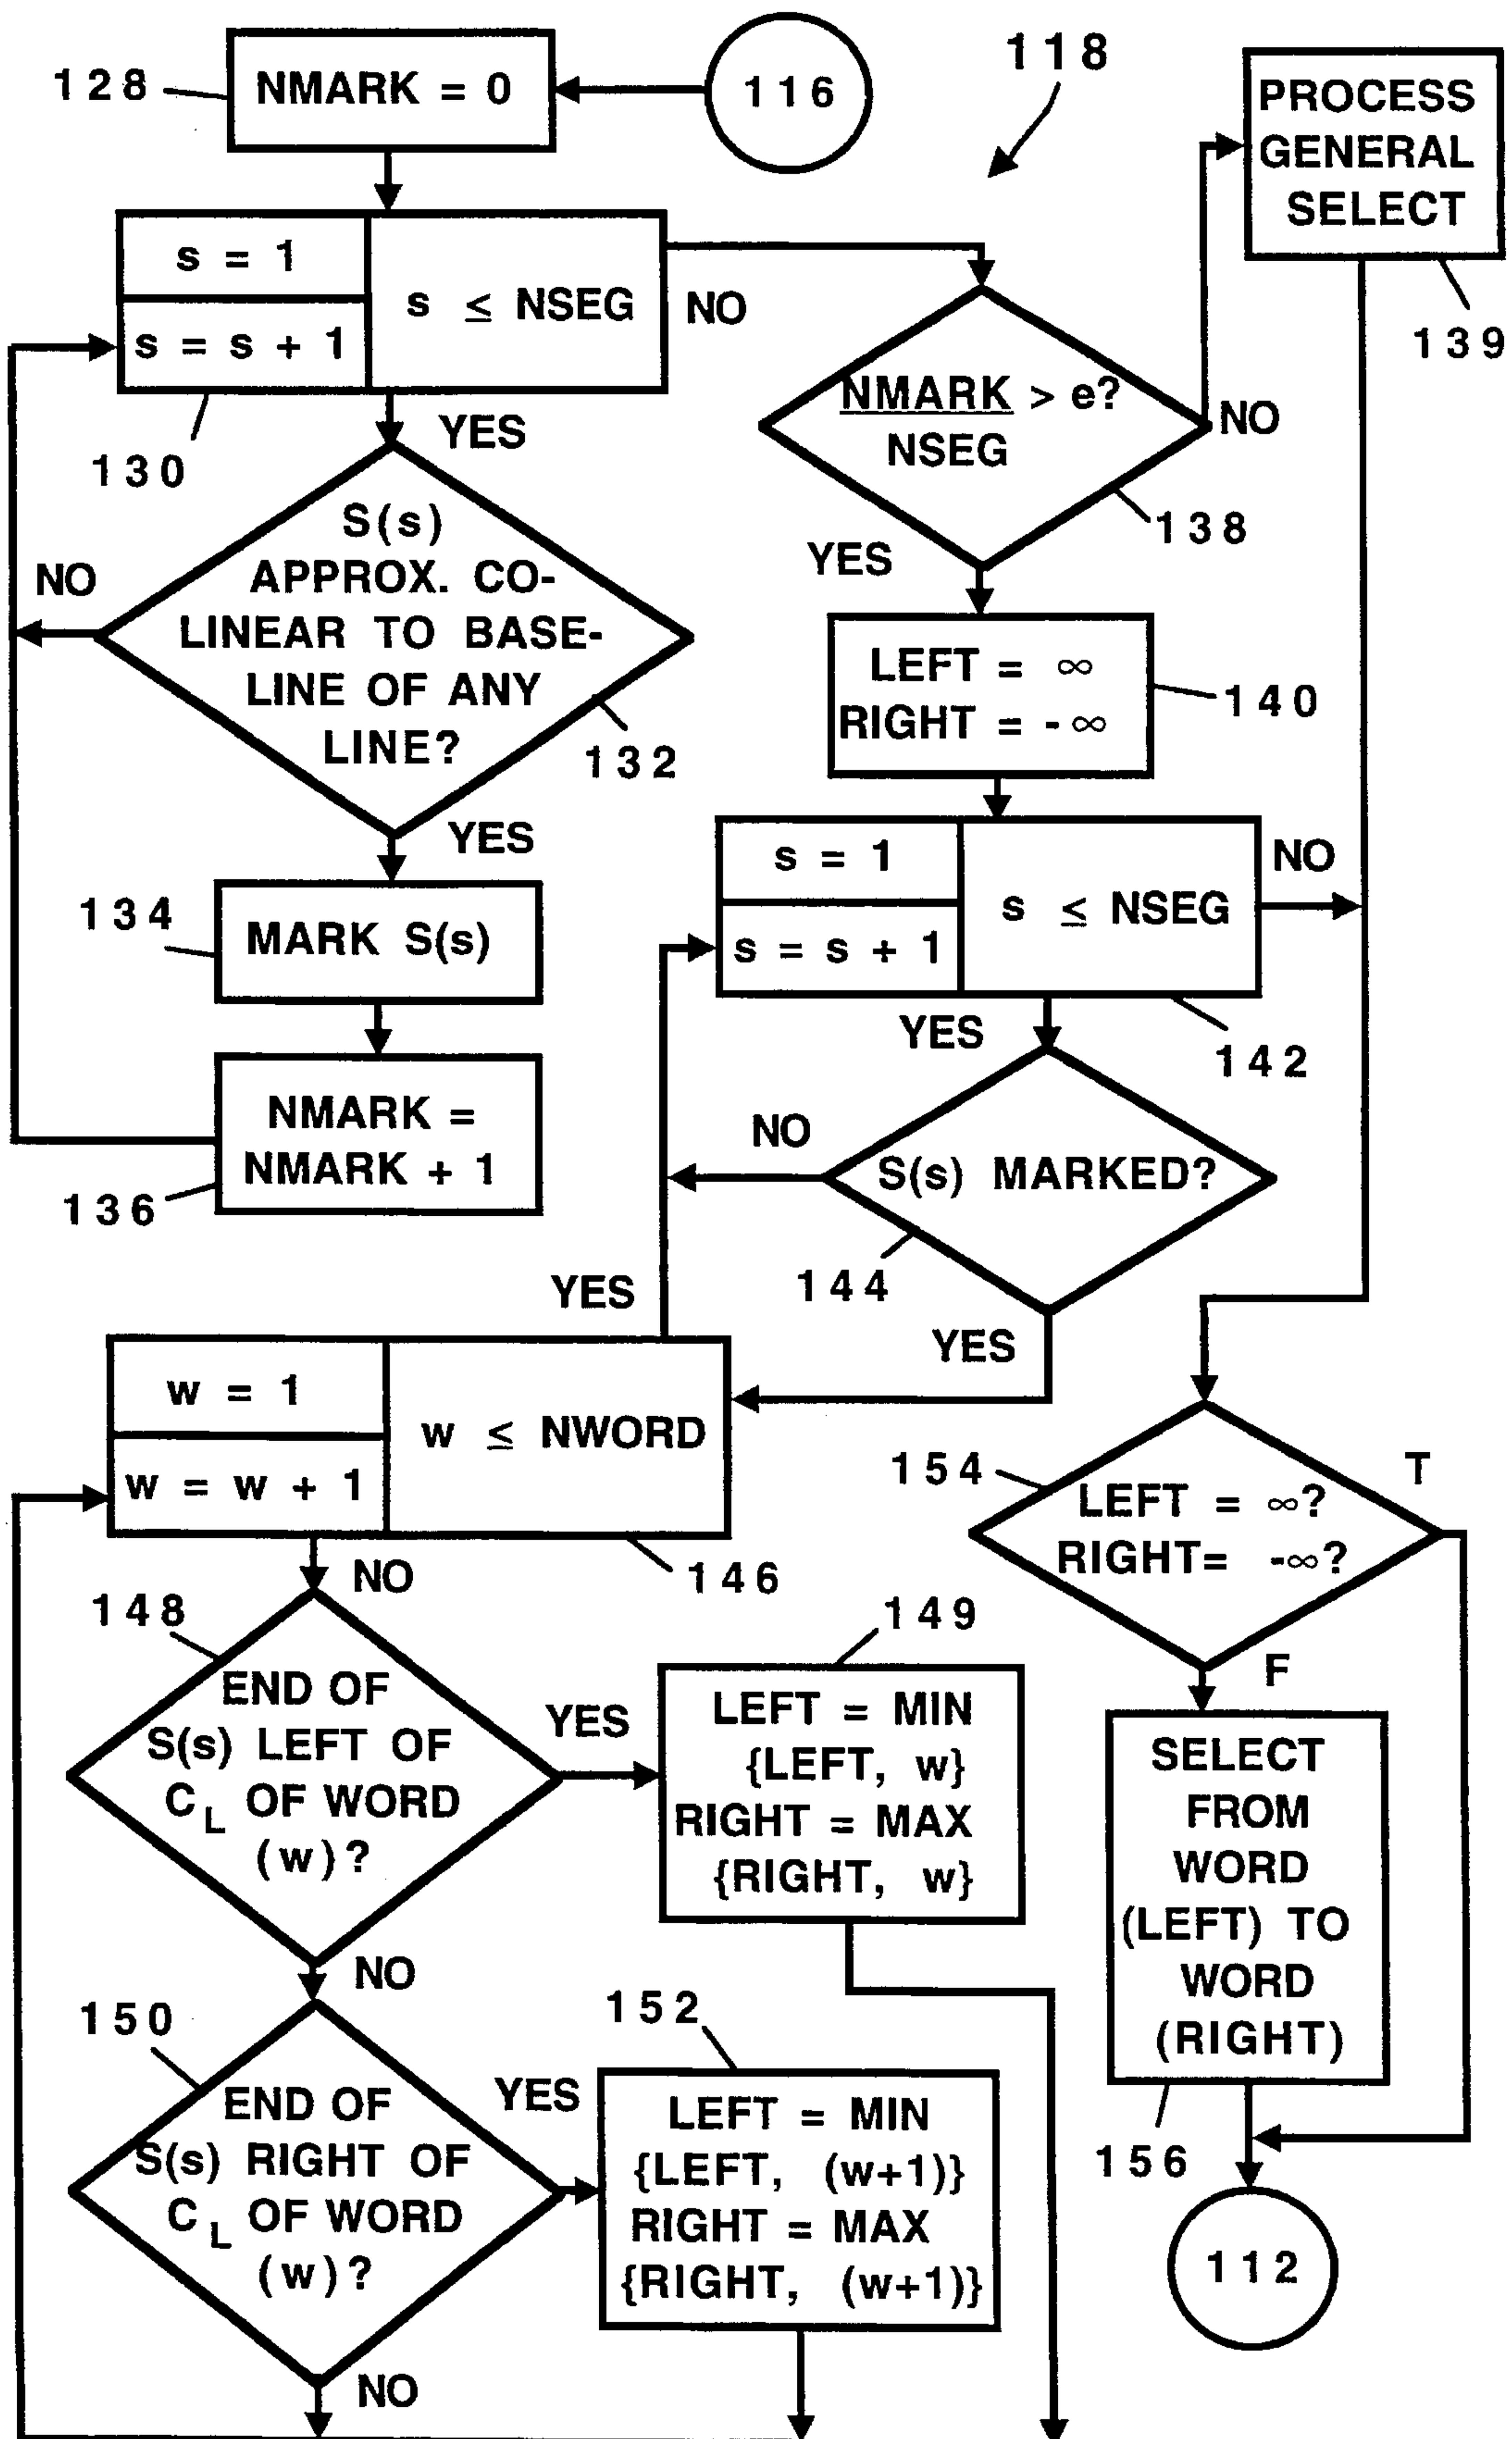 128
NMARK = 0
116
118
PROCESS
GENERAL
SELECT
139
s = 1
s = s + 1
s ≤ NSEG
NO
130
YES
S(s)
APPROX. CO-
LINEAR TO BASE-
LINE OF ANY
LINE?
NO
132
YES
134
MARK S(s)
NMARK =
NMARK + 1
136
NMARK > e?
NSEG
NO
138
YES
LEFT = ∞
RIGHT = - ∞
140
s = 1
s = s + 1
s ≤ NSEG
NO
YES
142
NO
S(s) MARKED?
144
YES
YES
w = 1
w = w + 1
w ≤ NWORD
146
NO
148
END OF
S(s) LEFT OF
C L OF WORD
(w)?
YES
149
LEFT = MIN
{LEFT, w}
RIGHT = MAX
{RIGHT, w}
NO
150
END OF
S(s) RIGHT OF
C L OF WORD
(w)?
YES
152
LEFT = MIN
{LEFT, (w+1)}
RIGHT = MAX
{RIGHT, (w+1)}
NO
154
LEFT = ∞?
RIGHT= -∞?
T
F
SELECT
FROM
WORD
(LEFT) TO
WORD
(RIGHT)
156
112